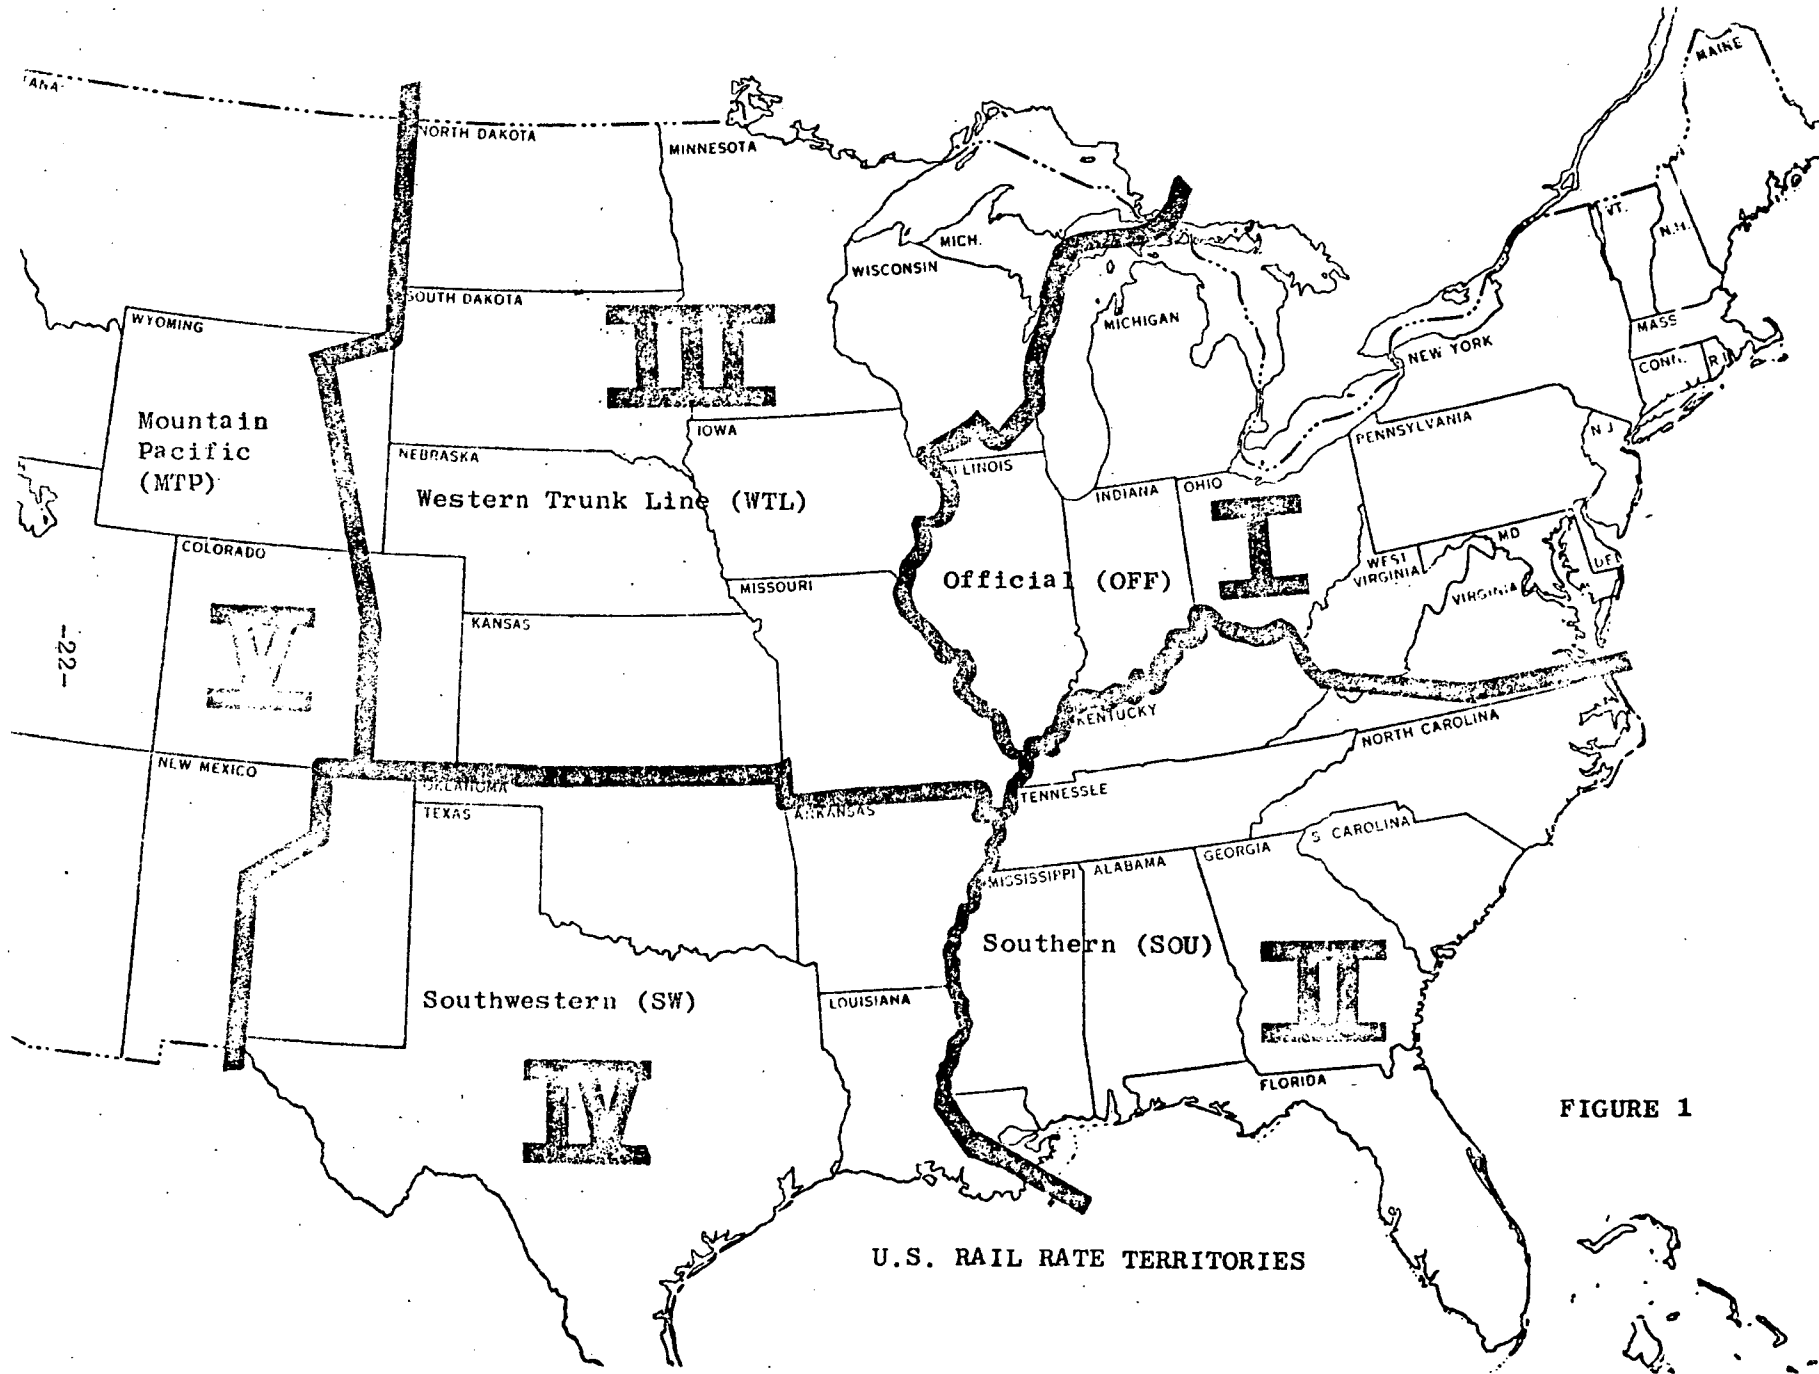 MAINE
NORTH DAKOTA
MINNESOTA
VT.
N.H.
MICH.
WISCONSIN
SOUTH DAKOTA
WYOMING
III
MICHIGAN
MASS
NEW YORK
CONN.
R I
Mountain
Pacific
(MTP)
IOWA
PENNSYLVANIA
N J
NEBRASKA
ILLINOIS
INDIANA
OHIO
Western Trunk Line (WTL)
I
MD
COLORADO
WEST
VIRGINIA
DEL
Official (OFF)
MISSOURI
VIRGINIA
KANSAS
V
-22-
KENTUCKY
NORTH CAROLINA
NEW MEXICO
OKLAHOMA
TENNESSEE
TEXAS
ARKANSAS
S CAROLINA
GEORGIA
ALABAMA
MISSISSIPPI
Southern (SOU)
II
Southwestern (SW)
LOUISIANA
IV
FLORIDA
FIGURE 1
U.S. RAIL RATE TERRITORIES